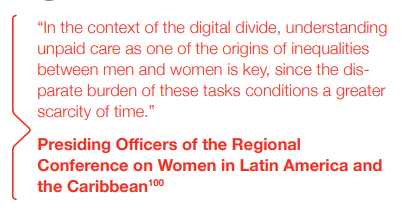 “In the context of the digital divide, understanding
unpaid care as one of the origins of inequalities
between men and women is key, since the dis-
parate burden of these tasks conditions a greater
scarcity of time.”
Presiding Officers of the Regional
Conference on Women in Latin America and
the Caribbean¹⁰⁰